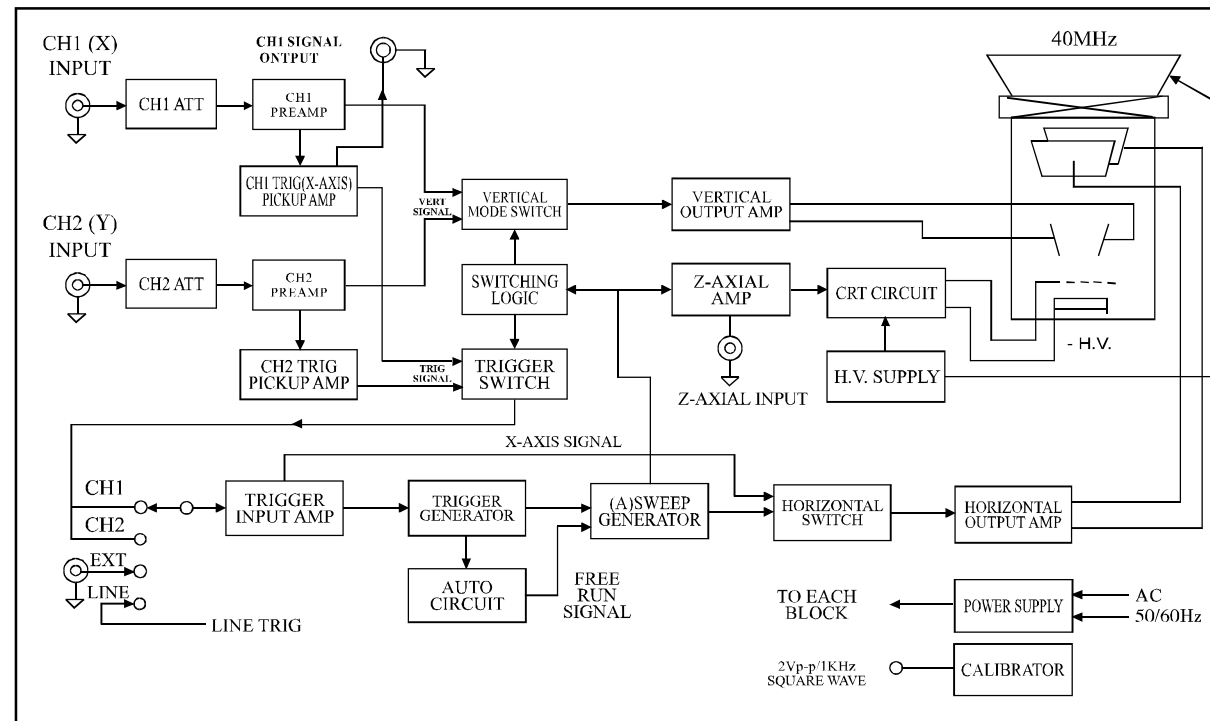 CH1 (X)
INPUT
CH1 SIGNAL
ONTPUT
40MHz
CH1 ATT
CH1
PREAMP
CH1 TRIG(X-AXIS)
PICKUP AMP
VERT
SIGNAL
VERTICAL
MODE SWITCH
VERTICAL
OUTPUT AMP
CH2 (Y)
INPUT
CH2 ATT
CH2
PREAMP
SWITCHING
LOGIC
Z-AXIAL
AMP
CRT CIRCUIT
- H.V.
CH2 TRIG
PICKUP AMP
TRIG
SIGNAL
TRIGGER
SWITCH
H.V. SUPPLY
Z-AXIAL INPUT
X-AXIS SIGNAL
CH1
CH2
EXT
LINE
LINE TRIG
TRIGGER
INPUT AMP
TRIGGER
GENERATOR
(A)SWEEP
GENERATOR
HORIZONTAL
SWITCH
HORIZONTAL
OUTPUT AMP
AUTO
CIRCUIT
FREE
RUN
SIGNAL
TO EACH
BLOCK
POWER SUPPLY
AC
50/60Hz
2Vp-p/1KHz
SQUARE WAVE
CALIBRATOR